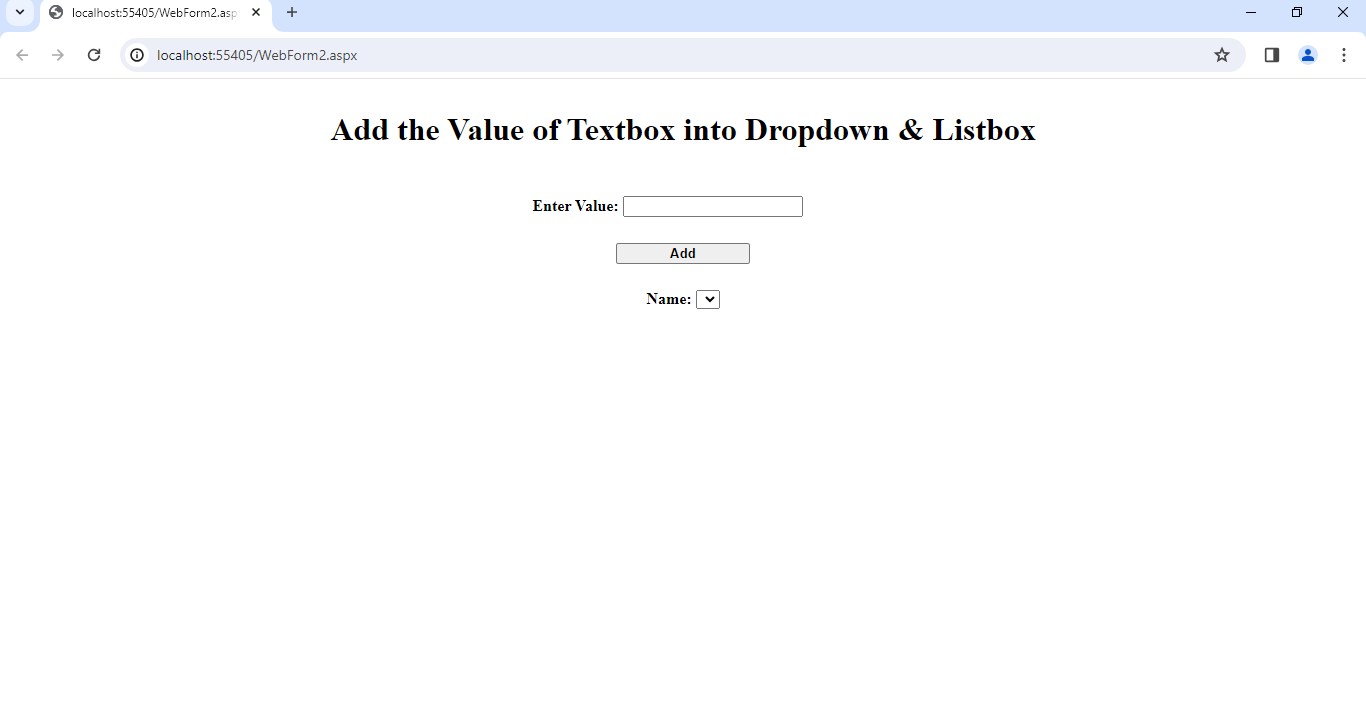 localhost:55405/WebForm2.asp
localhost:55405/WebForm2.aspx
Add the Value of Textbox into Dropdown & Listbox
Enter Value:
Add
Name: